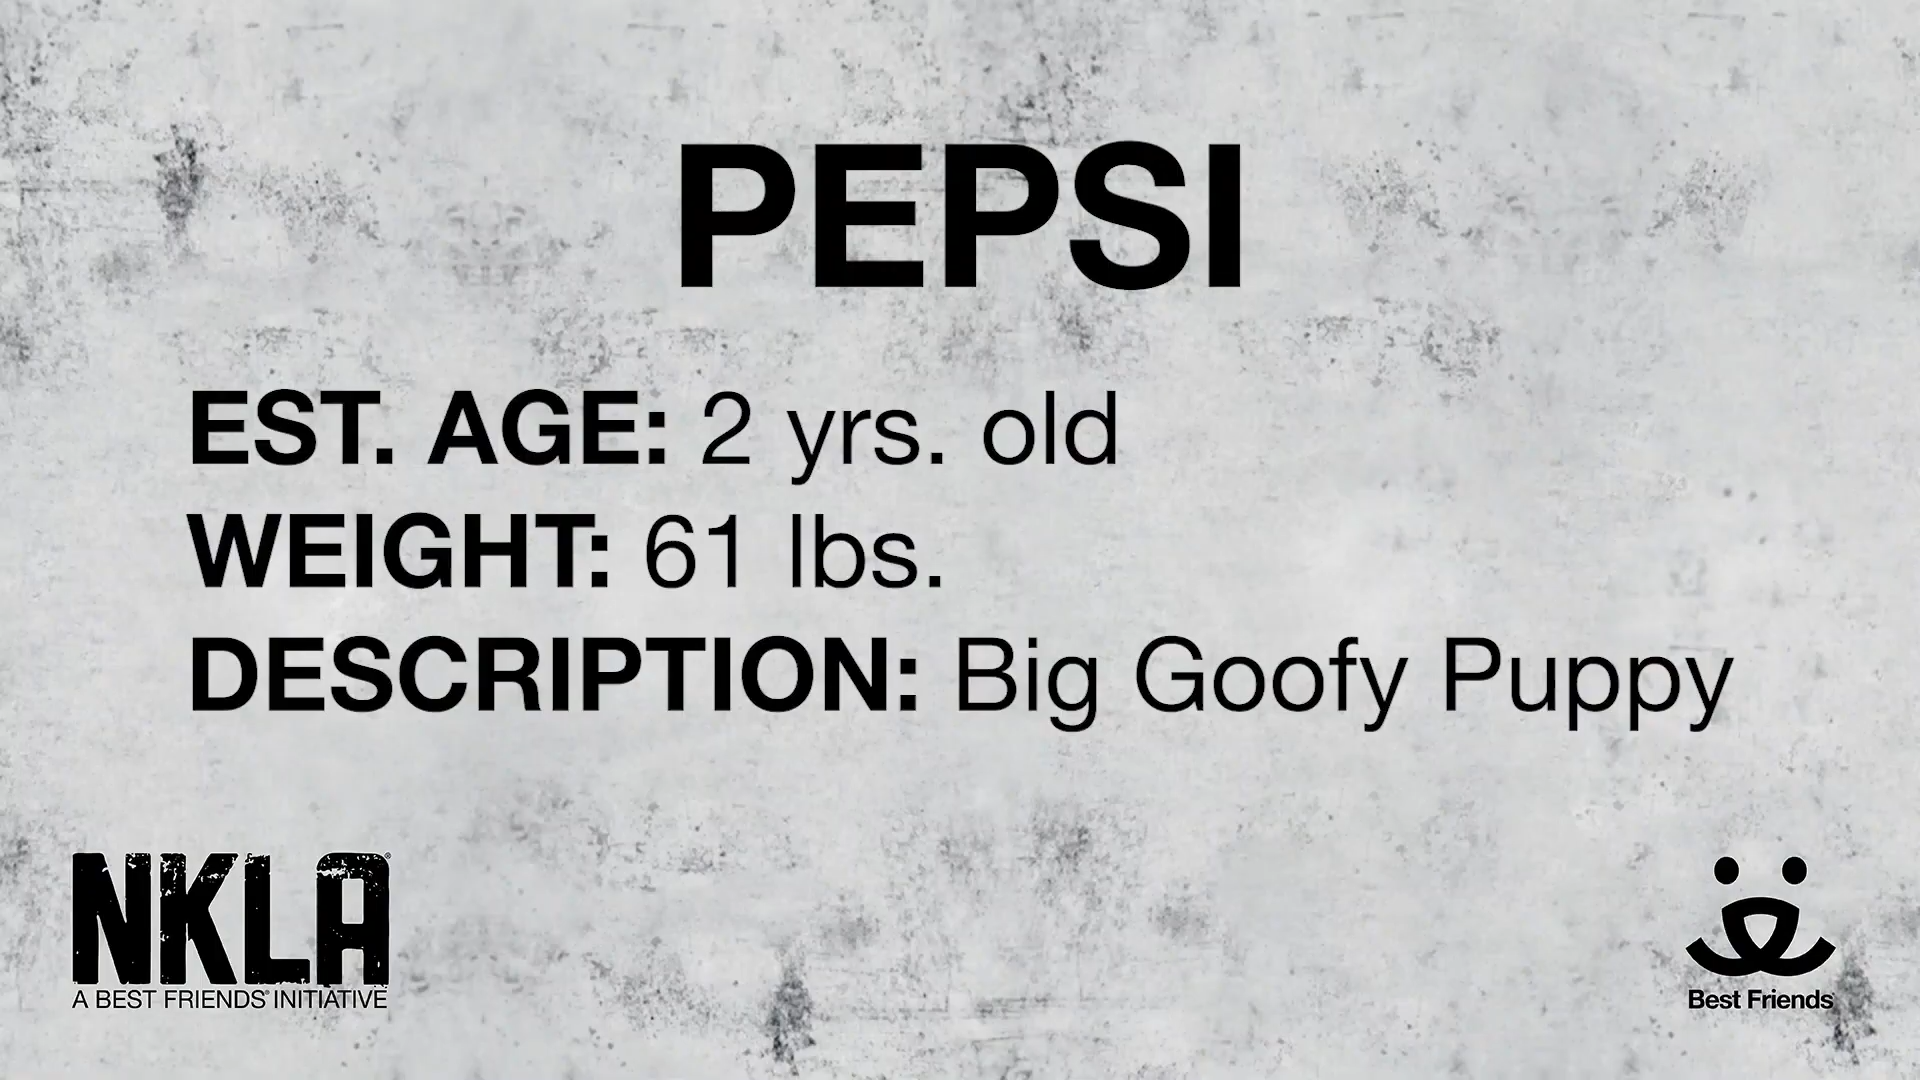 PEPSI
EST. AGE: 2 yrs. old
WEIGHT: 61 lbs.
DESCRIPTION: Big Goofy Puppy
NKLA®
A BEST FRIENDS® INITIATIVE
Best Friends